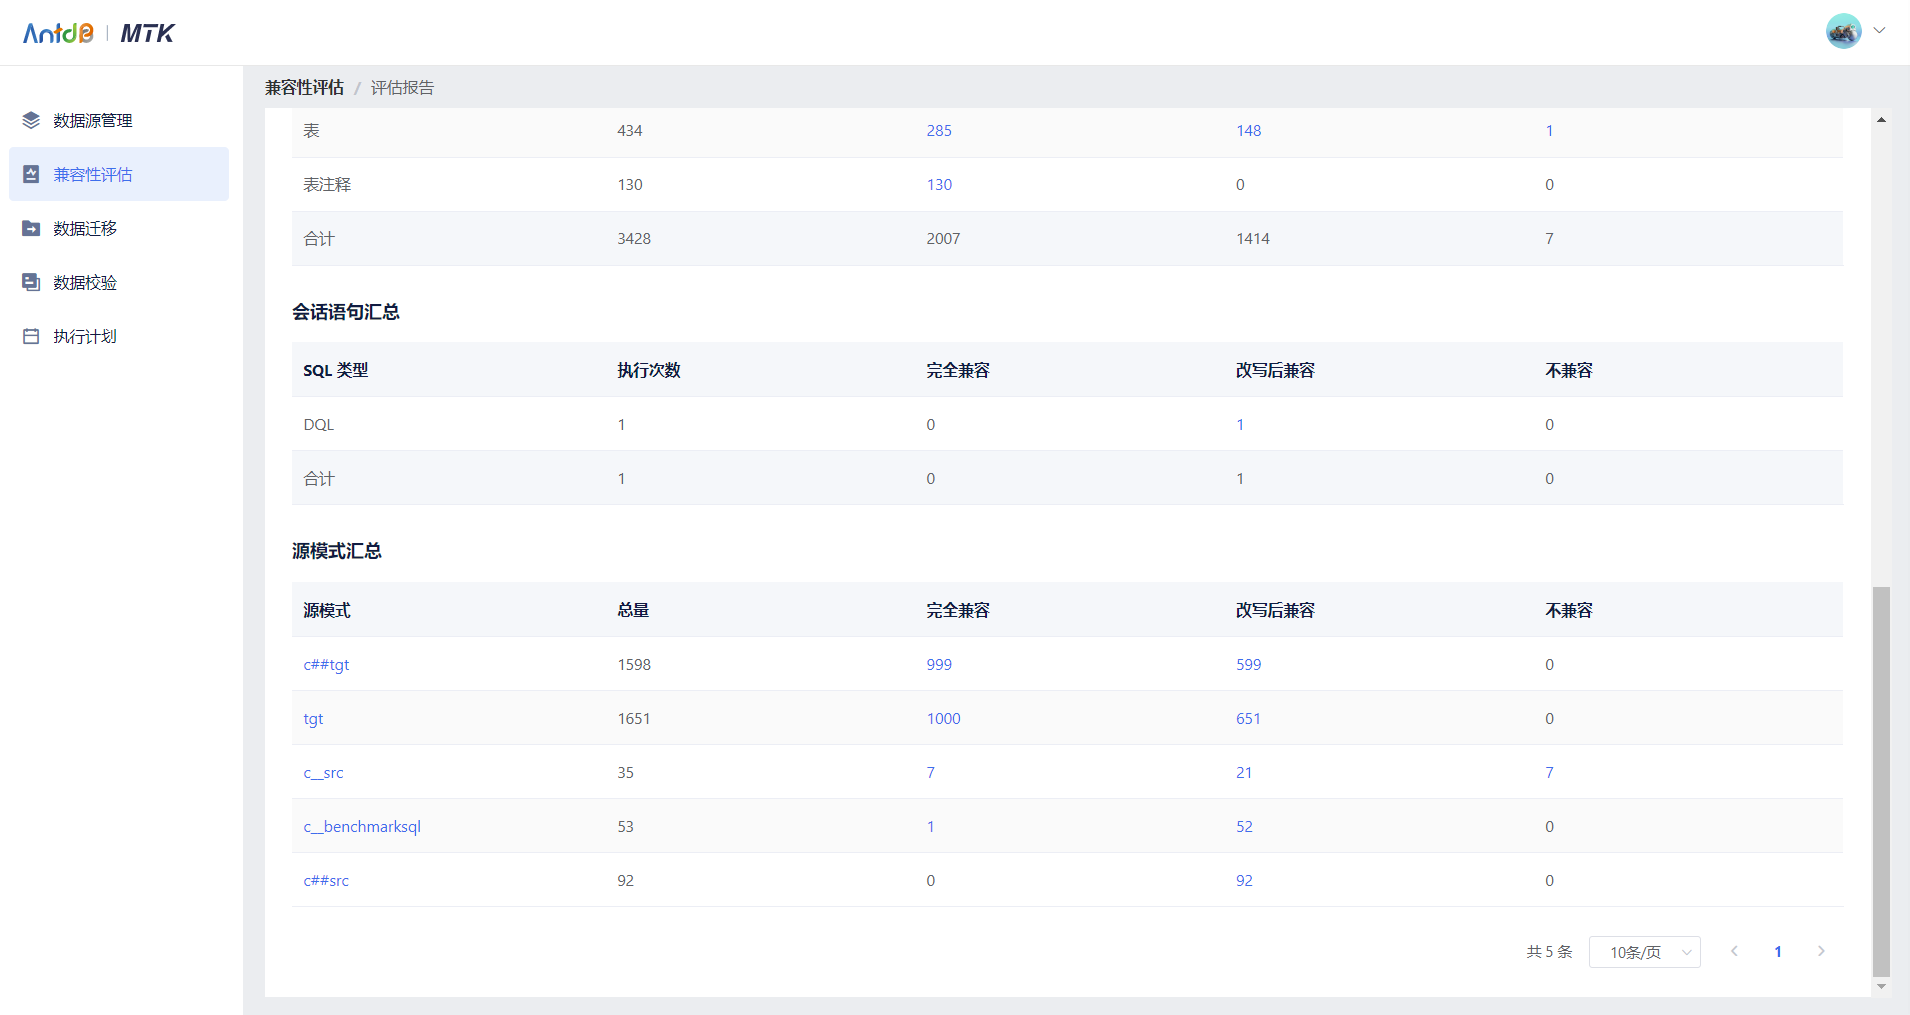 AntdB | MTK
数据源管理
兼容性评估
数据迁移
数据校验
执行计划
兼容性评估 / 评估报告
表 434 285 148 1
表注释 130 130 0 0
合计 3428 2007 1414 7
会话语句汇总
SQL 类型 执行次数 完全兼容 改写后兼容 不兼容
DQL 1 0 1 0
合计 1 0 1 0
源模式汇总
源模式 总量 完全兼容 改写后兼容 不兼容
c##tgt 1598 999 599 0
tgt 1651 1000 651 0
c__src 35 7 21 7
c__benchmarksql 53 1 52 0
c##src 92 0 92 0
共 5 条 10条/页 1